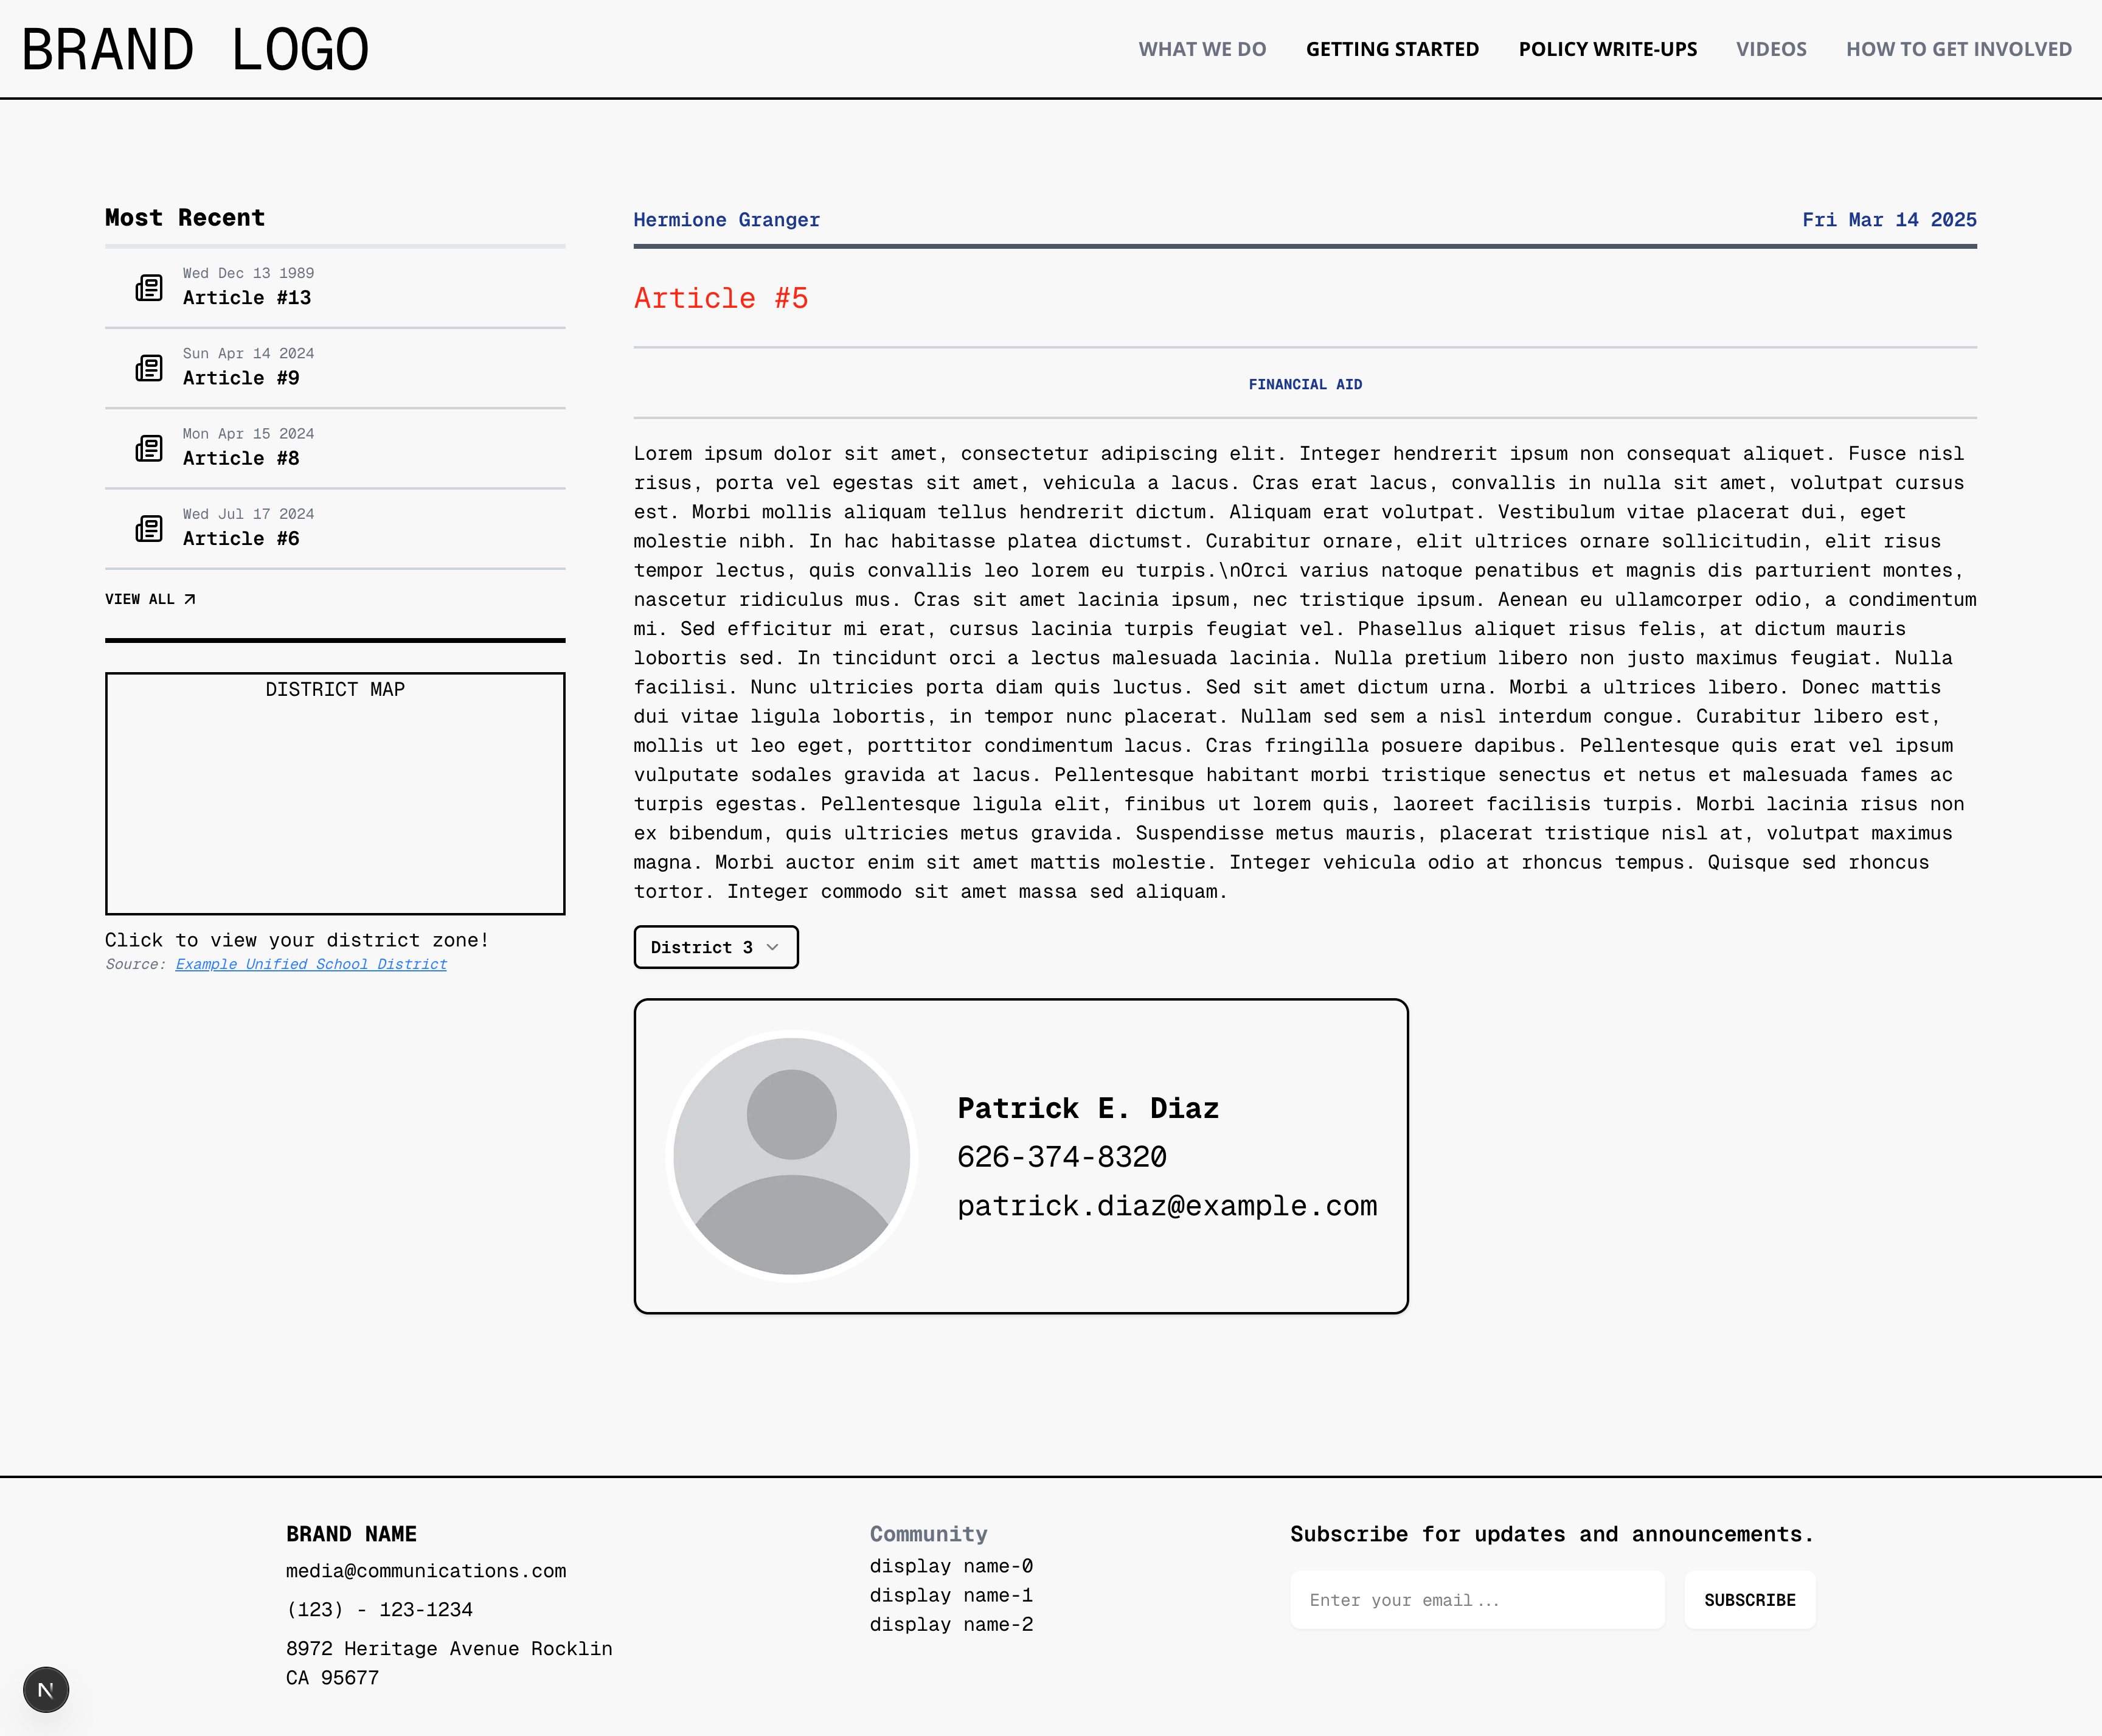 BRAND LOGO
WHAT WE DO
GETTING STARTED
POLICY WRITE-UPS
VIDEOS
HOW TO GET INVOLVED
Most Recent
Wed Dec 13 1989
Article #13
Sun Apr 14 2024
Article #9
Mon Apr 15 2024
Article #8
Wed Jul 17 2024
Article #6
VIEW ALL
DISTRICT MAP
Click to view your district zone!
Source: Example Unified School District
Hermione Granger
Fri Mar 14 2025
Article #5
FINANCIAL AID
Lorem ipsum dolor sit amet, consectetur adipiscing elit. Integer hendrerit ipsum non consequat aliquet. Fusce nisl
risus, porta vel egestas sit amet, vehicula a lacus. Cras erat lacus, convallis in nulla sit amet, volutpat cursus
est. Morbi mollis aliquam tellus hendrerit dictum. Aliquam erat volutpat. Vestibulum vitae placerat dui, eget
molestie nibh. In hac habitasse platea dictumst. Curabitur ornare, elit ultrices ornare sollicitudin, elit risus
tempor lectus, quis convallis leo lorem eu turpis.\nOrci varius natoque penatibus et magnis dis parturient montes,
nascetur ridiculus mus. Cras sit amet lacinia ipsum, nec tristique ipsum. Aenean eu ullamcorper odio, a condimentum
mi. Sed efficitur mi erat, cursus lacinia turpis feugiat vel. Phasellus aliquet risus felis, at dictum mauris
lobortis sed. In tincidunt orci a lectus malesuada lacinia. Nulla pretium libero non justo maximus feugiat. Nulla
facilisi. Nunc ultricies porta diam quis luctus. Sed sit amet dictum urna. Morbi a ultrices libero. Donec mattis
dui vitae ligula lobortis, in tempor nunc placerat. Nullam sed sem a nisl interdum congue. Curabitur libero est,
mollis ut leo eget, porttitor condimentum lacus. Cras fringilla posuere dapibus. Pellentesque quis erat vel ipsum
vulputate sodales gravida at lacus. Pellentesque habitant morbi tristique senectus et netus et malesuada fames ac
turpis egestas. Pellentesque ligula elit, finibus ut lorem quis, laoreet facilisis turpis. Morbi lacinia risus non
ex bibendum, quis ultricies metus gravida. Suspendisse metus mauris, placerat tristique nisl at, volutpat maximus
magna. Morbi auctor enim sit amet mattis molestie. Integer vehicula odio at rhoncus tempus. Quisque sed rhoncus
tortor. Integer commodo sit amet massa sed aliquam.
District 3
Patrick E. Diaz
626-374-8320
patrick.diaz@example.com
BRAND NAME
media@communications.com
(123) - 123-1234
8972 Heritage Avenue Rocklin
CA 95677
Community
display name-0
display name-1
display name-2
Subscribe for updates and announcements.
Enter your email...
SUBSCRIBE
N